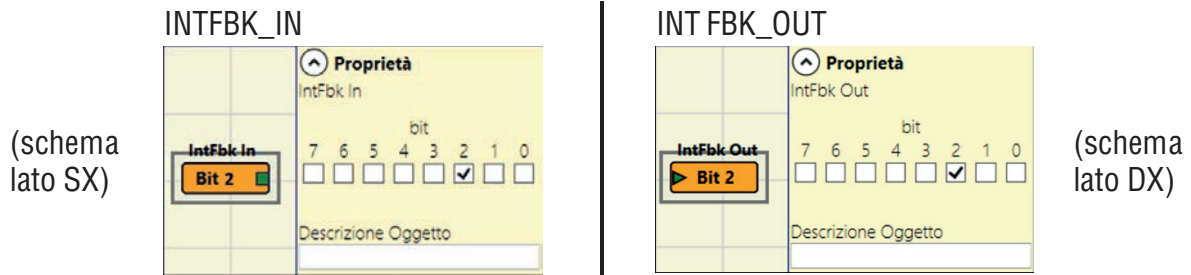 INTFBK_IN
(schema
lato SX)
IntFbk In
Bit 2
Proprietà
IntFbk In
bit
7 6 5 4 3 2 1 0
Descrizione Oggetto
INT FBK_OUT
IntFbk Out
Bit 2
Proprietà
IntFbk Out
bit
7 6 5 4 3 2 1 0
Descrizione Oggetto
(schema
lato DX)